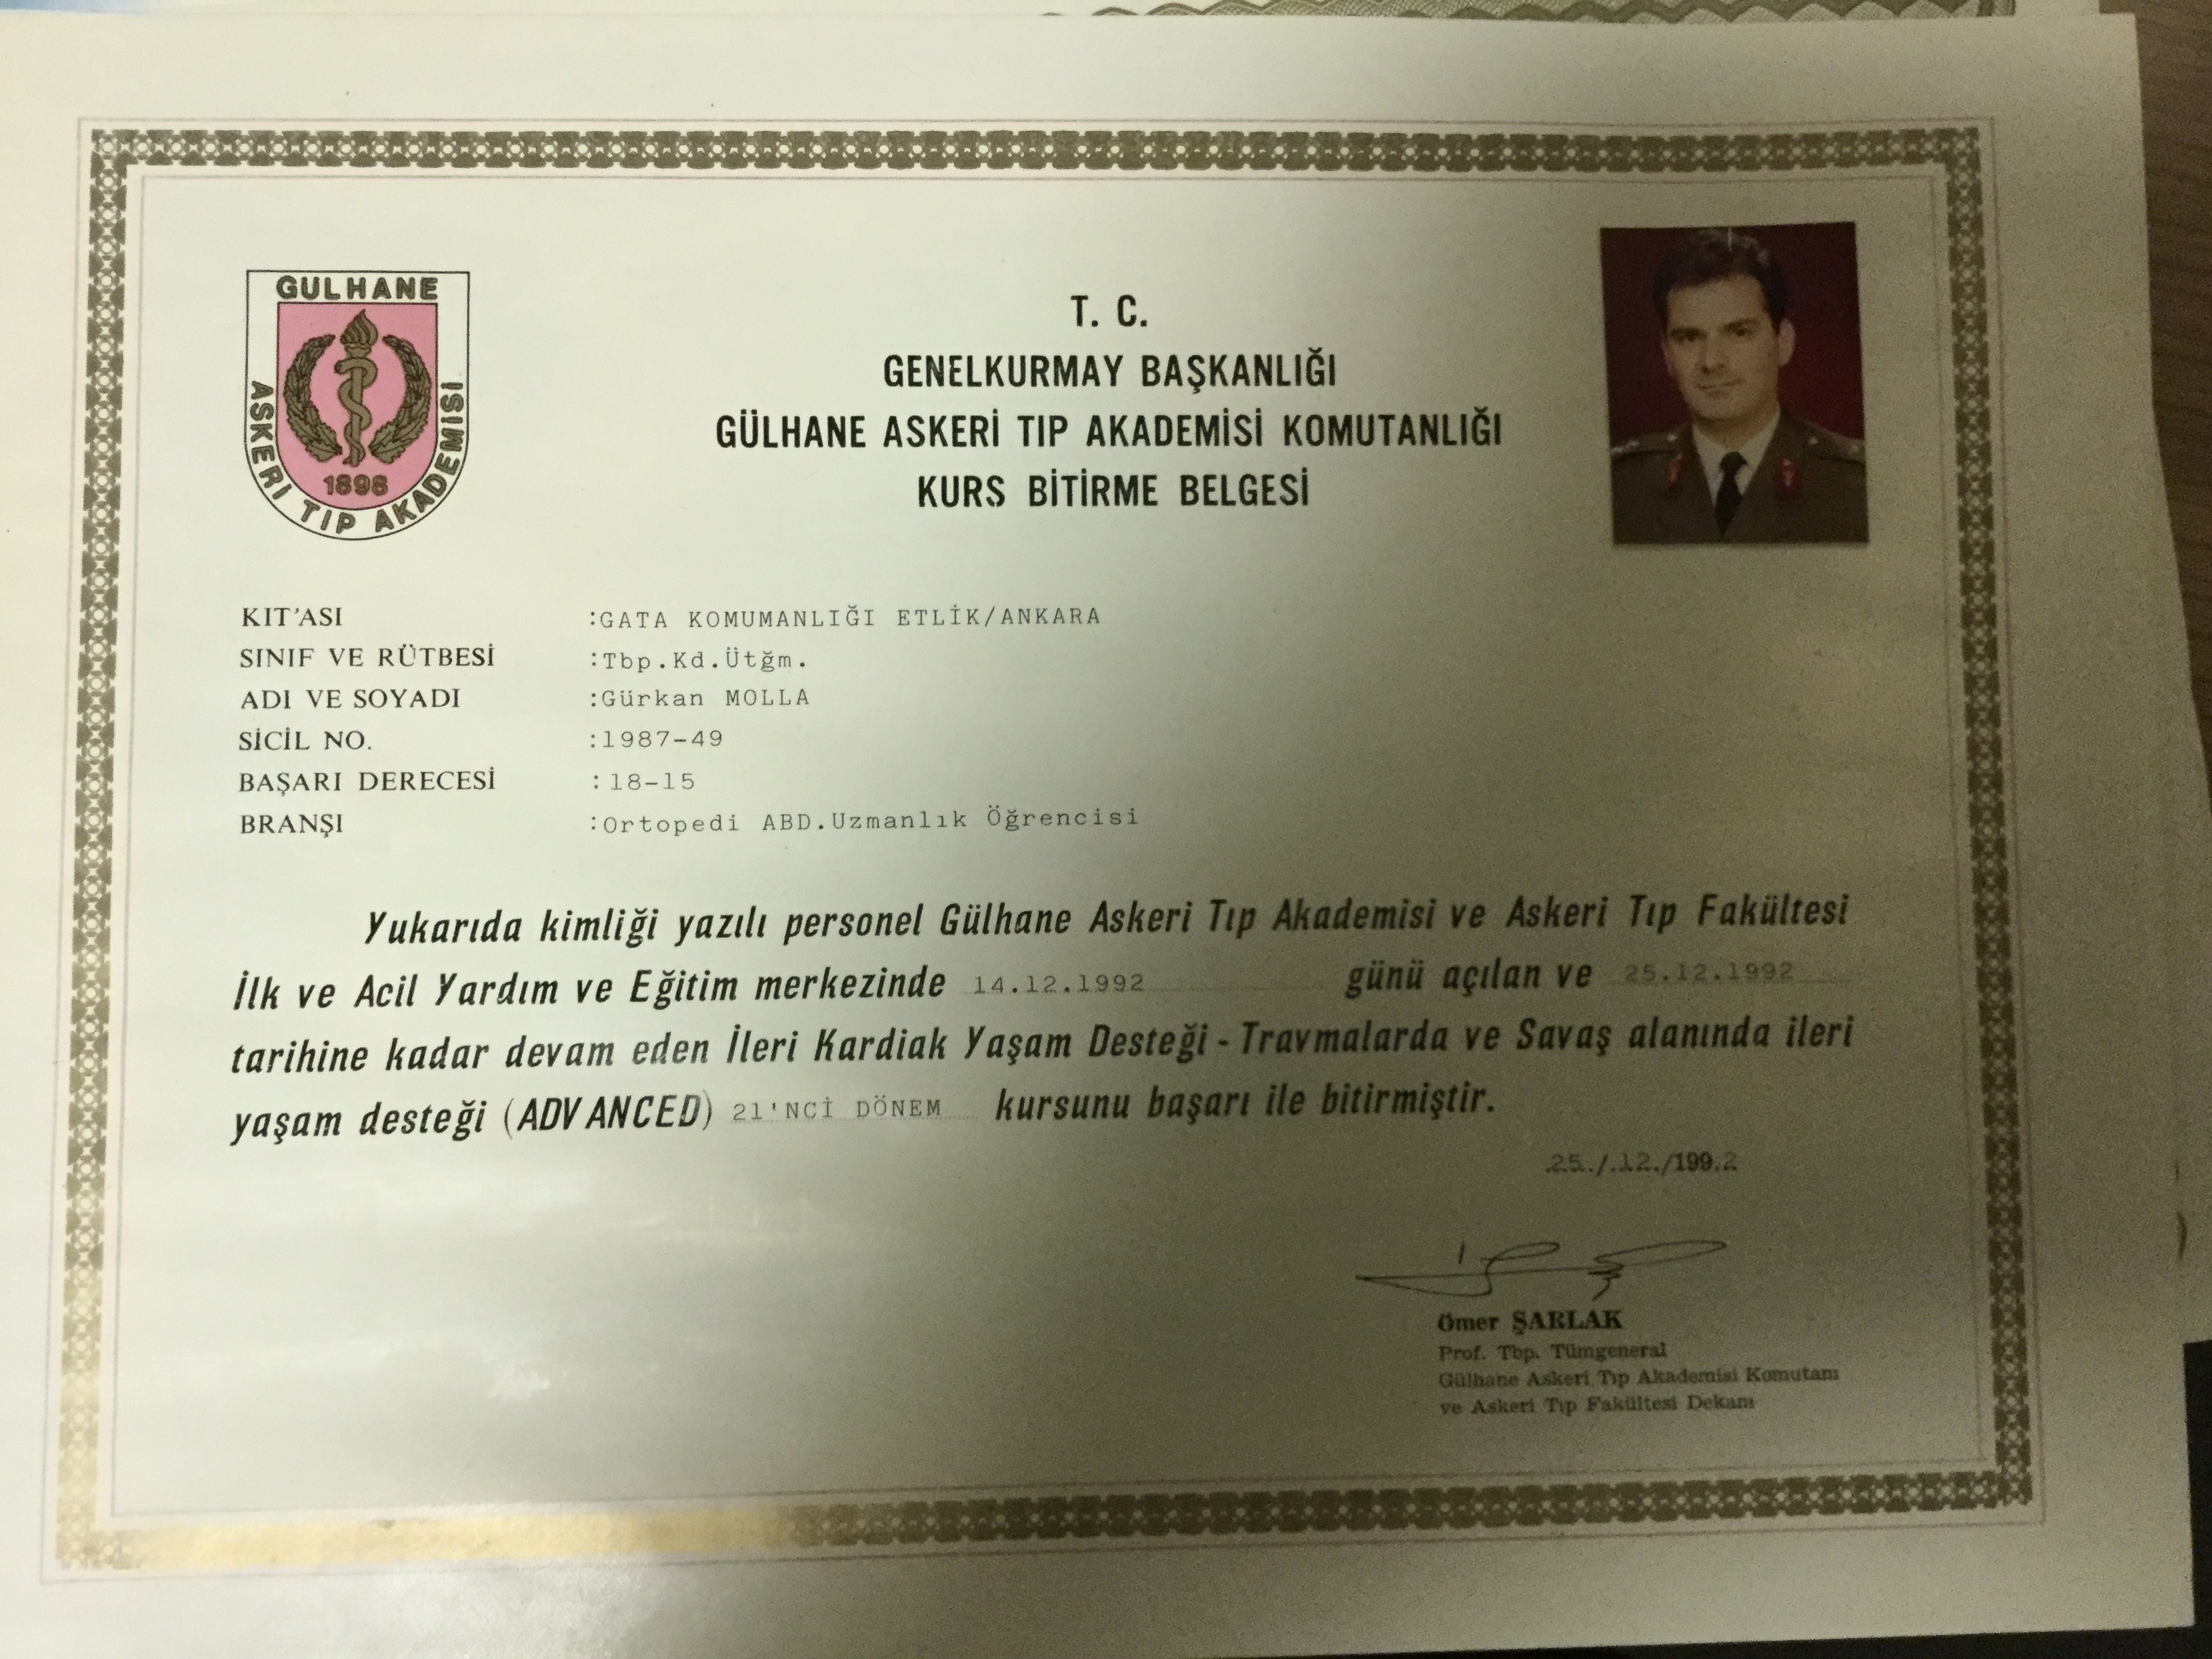 GULHANE
ASKERİ TIP AKADEMİSİ
1898
T. C.
GENELKURMAY BAŞKANLIĞI
GÜLHANE ASKERİ TIP AKADEMİSİ KOMUTANLIĞI
KURS BİTİRME BELGESİ
KIT'ASI :GATA KOMUMANLIĞI ETLİK/ANKARA
SINIF VE RÜTBESİ :Tbp.Kd.Ütğm.
ADI VE SOYADI :Gürkan MOLLA
SİCİL NO. :1987-49
BAŞARI DERECESİ :18-15
BRANŞI :Ortopedi ABD.Uzmanlık Öğrencisi
Yukarıda kimliği yazılı personel Gülhane Askeri Tıp Akademisi ve Askeri Tıp Fakültesi
İlk ve Acil Yardım ve Eğitim merkezinde 14.12.1992 günü açılan ve 25.12.1992
tarihine kadar devam eden İleri Kardiak Yaşam Desteği - Travmalarda ve Savaş alanında ileri
yaşam desteği (ADVANCED) 21'NCİ DÖNEM kursunu başarı ile bitirmiştir.
25./.12./199.2
Ömer ŞARLAK
Prof. Tbp. Tümgeneral
Gülhane Askeri Tıp Akademisi Komutanı
ve Askeri Tıp Fakültesi Dekanı